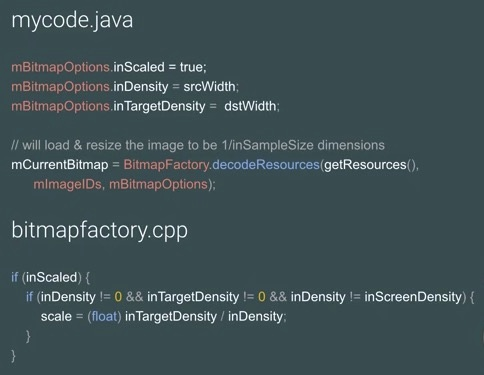 mycode.java
mBitmapOptions.inScaled = true;
mBitmapOptions.inDensity = srcWidth;
mBitmapOptions.inTargetDensity =  dstWidth;
// will load & resize the image to be 1/inSampleSize dimensions
mCurrentBitmap = BitmapFactory.decodeResources(getResources(),
mImageIDs, mBitmapOptions);
bitmapfactory.cpp
if (inScaled) {
if (inDensity != 0 && inTargetDensity != 0 && inDensity != inScreenDensity) {
scale = (float) inTargetDensity / inDensity;
}
}